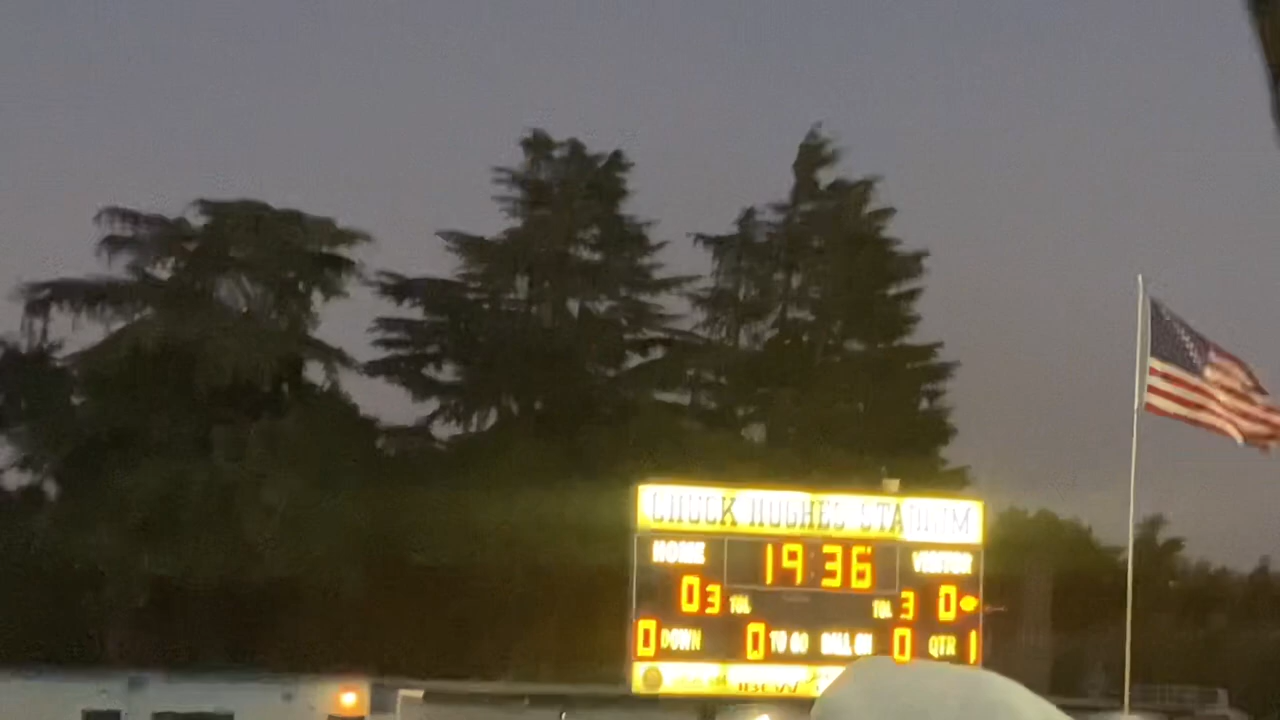 CHUCK HUGHES STADIUM
HOME 19:36 VISITOR
0 3 TOL TOL 3 0
0 DOWN 0 TO GO BALL ON 0 QTR 1